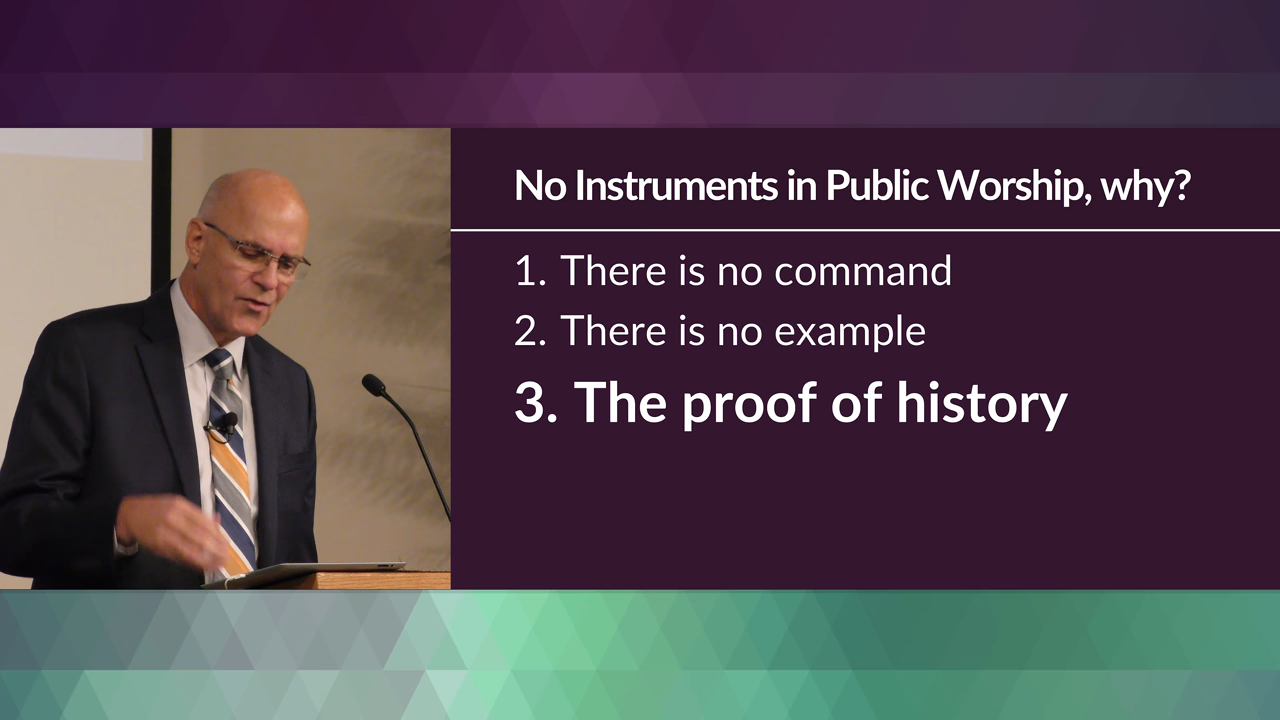 No Instruments in Public Worship, why?
1. There is no command
2. There is no example
3. The proof of history